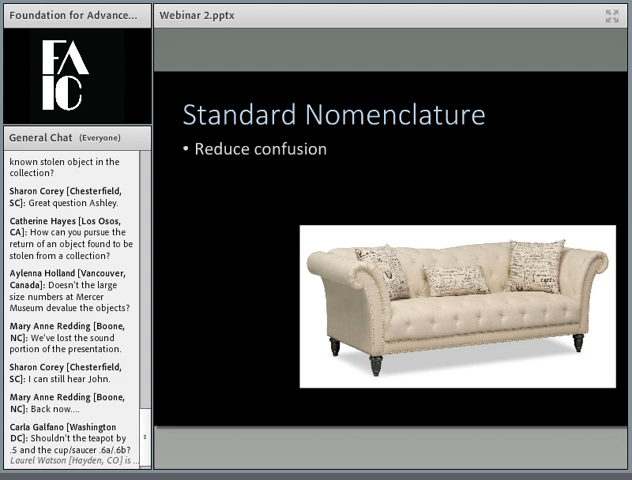 Foundation for Advance...
FA
IC
General Chat (Everyone)
known stolen object in the
collection?
Sharon Corey [Chesterfield,
SC]: Great question Ashley.
Catherine Hayes [Los Osos,
CA]: How can you pursue the
return of an object found to be
stolen from a collection?
Aylenna Holland [Vancouver,
Canada]: Doesn't the large
size numbers at Mercer
Museum devalue the objects?
Mary Anne Redding [Boone,
NC]: We've lost the sound
portion of the presentation.
Sharon Corey [Chesterfield,
SC]: I can still hear John.
Mary Anne Redding [Boone,
NC]: Back now....
Carla Galfano [Washington
DC]: Shouldn't the teapot by
.5 and the cup/saucer .6a/.6b?
Laurel Watson [Hayden, CO] is ...
Webinar 2.pptx
Standard Nomenclature
• Reduce confusion